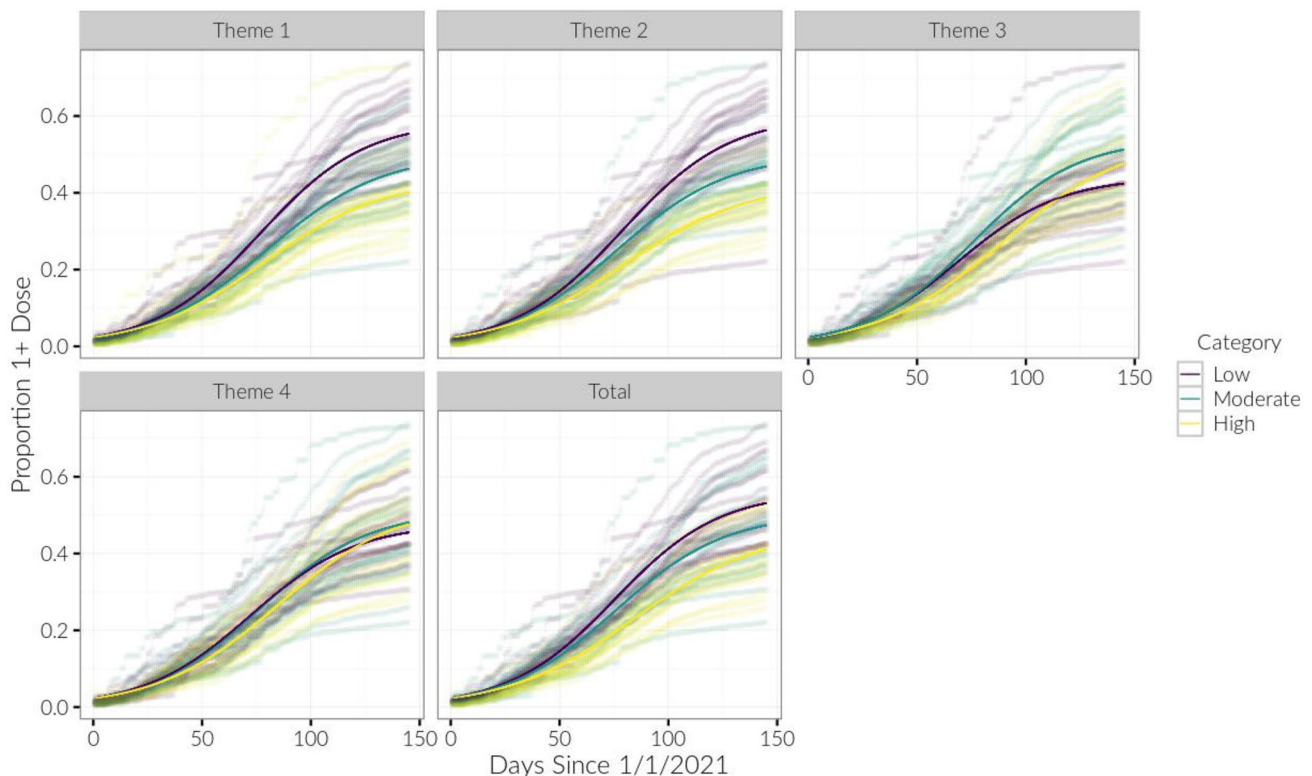 Theme 1
Theme 2
Theme 3
0.6
0.4
0.2
0.0
0
50
100
150
Theme 4
Total
0.6
0.4
0.2
0.0
0
50
100
150
0
50
100
150
Proportion 1+ Dose
Days Since 1/1/2021
Category
Low
Moderate
High